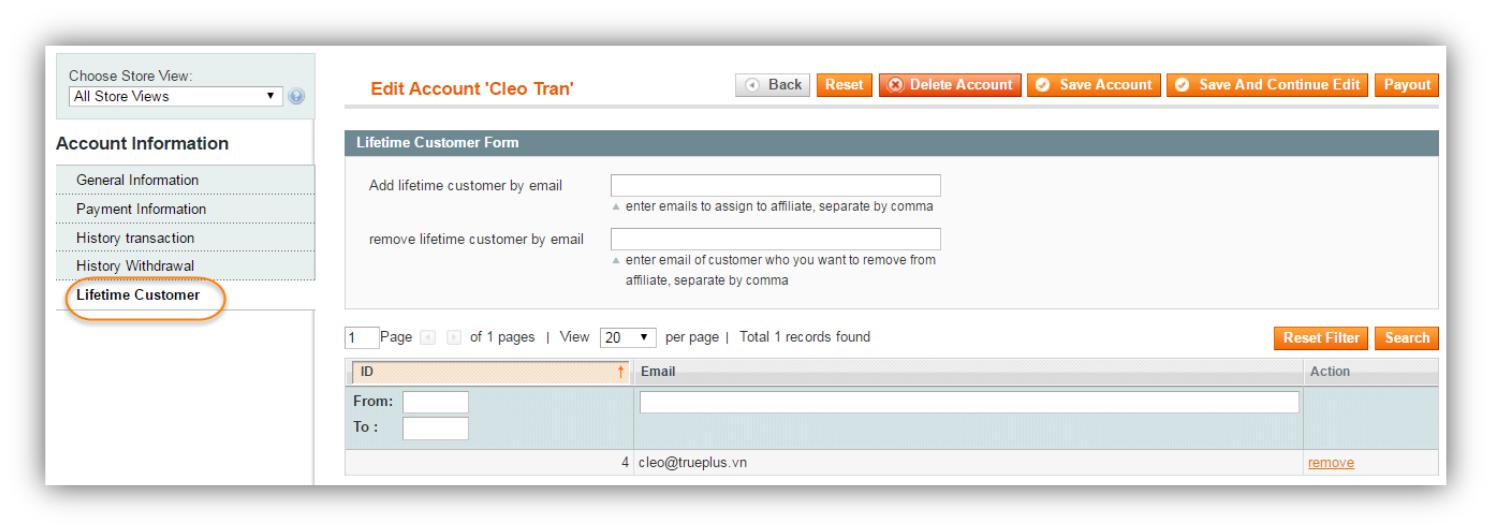 Choose Store View:
All Store Views
Edit Account 'Cleo Tran'
Back Reset Delete Account Save Account Save And Continue Edit Payout
Account Information
General Information
Payment Information
History transaction
History Withdrawal
Lifetime Customer
Lifetime Customer Form
Add lifetime customer by email
enter emails to assign to affiliate, separate by comma
remove lifetime customer by email
enter email of customer who you want to remove from
affiliate, separate by comma
1 Page of 1 pages | View 20 per page | Total 1 records found
Reset Filter Search
ID ↑ Email Action
From:
To :
4 cleo@trueplus.vn remove